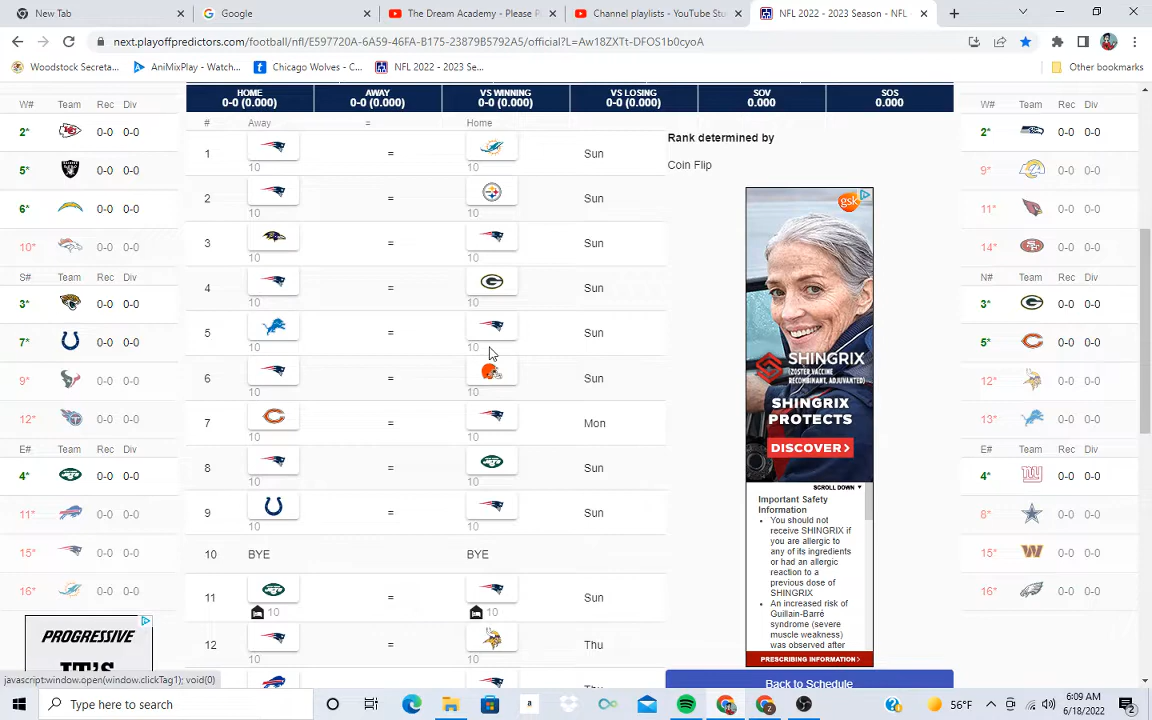 New Tab
Google
The Dream Academy - Please P
Channel playlists - YouTube Stu
NFL 2022 - 2023 Season - NFL
next.playoffpredictors.com/football/nfl/E597720A-6A59-46FA-B175-23879B5792A5/official?L=Aw18ZXTt-DFOS1b0cyoA
Woodstock Secreta...
AniMixPlay - Watch...
Chicago Wolves - C...
NFL 2022 - 2023 Se...
Other bookmarks
HOME AWAY VS WINNING VS LOSING SOV SOS
0-0 (0.000) 0-0 (0.000) 0-0 (0.000) 0-0 (0.000) 0.000 0.000
W# Team Rec Div
2* 0-0 0-0
5* 0-0 0-0
6* 0-0 0-0
10* 0-0 0-0
S# Team Rec Div
3* 0-0 0-0
7* 0-0 0-0
9* 0-0 0-0
12* 0-0 0-0
E# Team Rec Div
4* 0-0 0-0
11* 0-0 0-0
15* 0-0 0-0
16* 0-0 0-0
PROGRESSIVE
IT'S
javascript:window.open(window.clickTag1); void(0)
# Away = Home
1 = Sun
10 10
2 = Sun
10 10
3 = Sun
10 10
4 = Sun
10 10
5 = Sun
10 10
6 = Sun
10 10
7 = Mon
10 10
8 = Sun
10 10
9 = Sun
10 10
10 BYE BYE
11 = Sun
10 10
12 = Thu
10 10
Thu
Rank determined by
Coin Flip
gsk
SHINGRIX
(ZOSTER VACCINE
RECOMBINANT, ADJUVANTED)
SHINGRIX
PROTECTS
DISCOVER>
SCROLL DOWN
Important Safety
Information
• You should not
receive SHINGRIX if
you are allergic to
any of its ingredients
or had an allergic
reaction to a
previous dose of
SHINGRIX
• An increased risk of
Guillain-Barré
syndrome (severe
muscle weakness)
was observed after
PRESCRIBING INFORMATION>
Back to Schedule
W# Team Rec Div
2* 0-0 0-0
9* 0-0 0-0
11* 0-0 0-0
14* 0-0 0-0
N# Team Rec Div
3* 0-0 0-0
5* 0-0 0-0
12* 0-0 0-0
13* 0-0 0-0
E# Team Rec Div
4* 0-0 0-0
8* 0-0 0-0
15* 0-0 0-0
16* 0-0 0-0
Type here to search
56°F
6:09 AM
6/18/2022
2